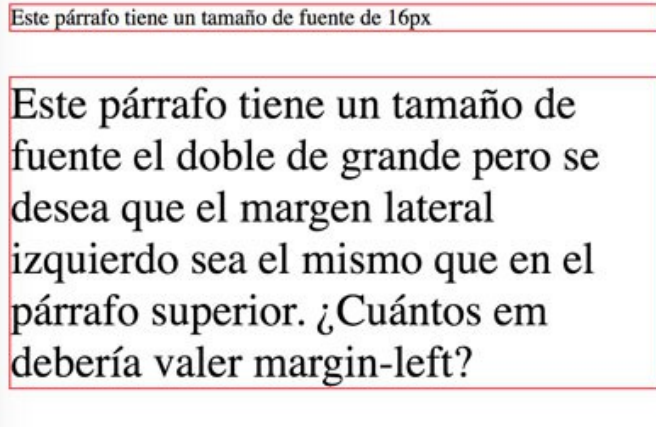 Este párrafo tiene un tamaño de fuente de 16px
Este párrafo tiene un tamaño de
fuente el doble de grande pero se
desea que el margen lateral
izquierdo sea el mismo que en el
párrafo superior. ¿Cuántos em
debería valer margin-left?